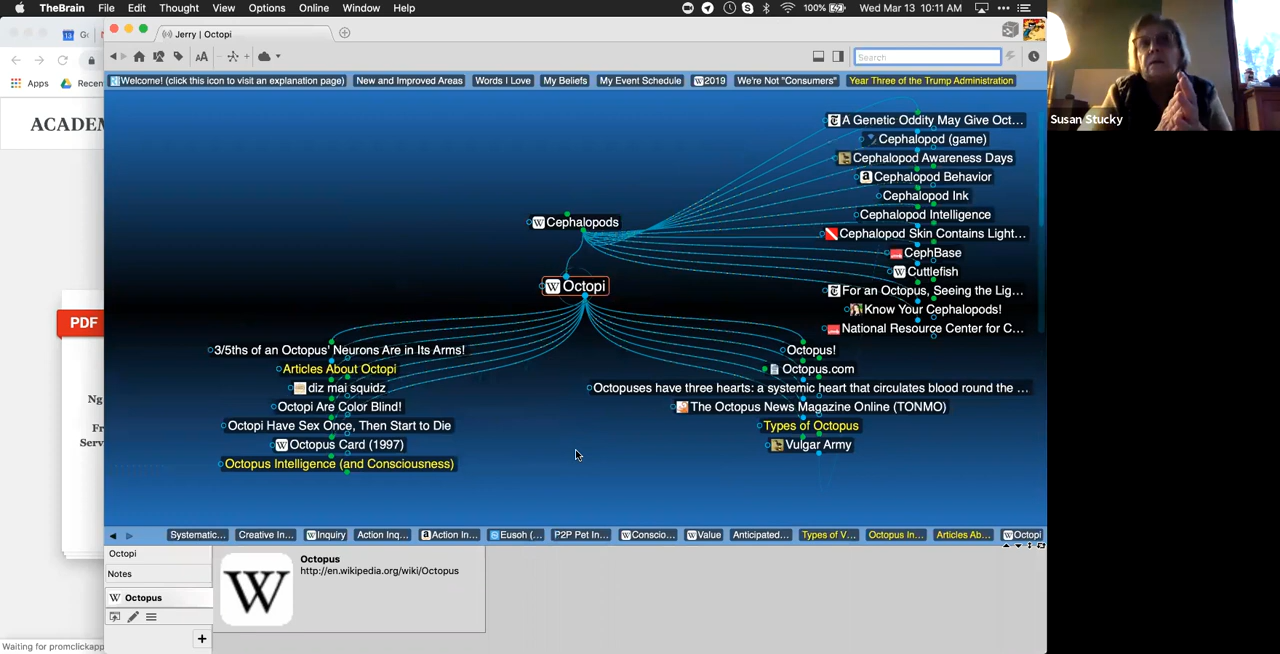 TheBrain File Edit Thought View Options Online Window Help
100% Wed Mar 13 10:11 AM
Jerry | Octopi
13
Apps
Recen
AA
Search
Welcome! (click this icon to visit an explanation page)
New and Improved Areas
Words I Love
My Beliefs
My Event Schedule
W 2019
We're Not "Consumers"
Year Three of the Trump Administration
ACADEM
Susan Stucky
T A Genetic Oddity May Give Oct...
Cephalopod (game)
Cephalopod Awareness Days
a Cephalopod Behavior
Cephalopod Ink
Cephalopod Intelligence
Cephalopod Skin Contains Light...
CephBase
W Cuttlefish
T For an Octopus, Seeing the Lig...
Know Your Cephalopods!
National Resource Center for C...
W Cephalopods
W Octopi
PDF
3/5ths of an Octopus' Neurons Are in Its Arms!
Articles About Octopi
diz mai squidz
Octopi Are Color Blind!
Octopi Have Sex Once, Then Start to Die
W Octopus Card (1997)
Octopus Intelligence (and Consciousness)
Octopus!
Octopus.com
Octopuses have three hearts: a systemic heart that circulates blood round the ...
The Octopus News Magazine Online (TONMO)
Types of Octopus
Vulgar Army
Ng
Fr
Serv
Systematic...
Creative In...
W Inquiry
Action Inq...
a Action In...
Eusoh (...
P2P Pet In...
W Conscio...
W Value
Anticipated...
Types of V...
Octopus In...
Articles Ab...
W Octopi
Octopi
Notes
W Octopus
W
Octopus
http://en.wikipedia.org/wiki/Octopus
Waiting for promclickapp